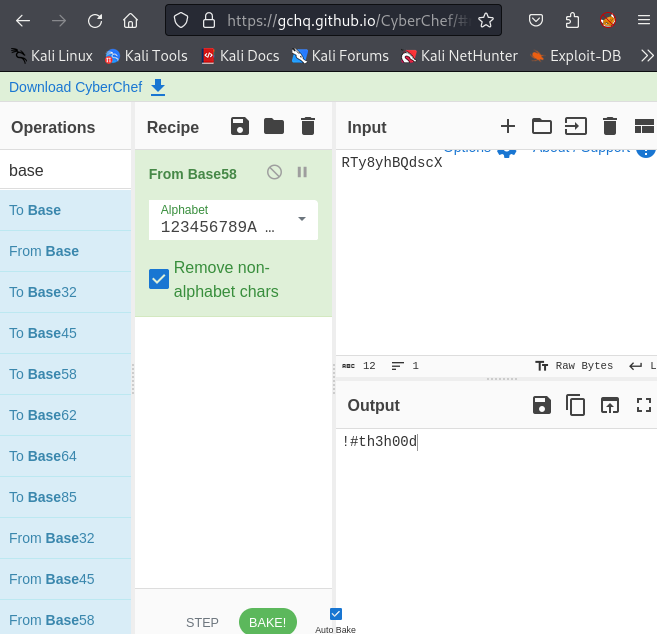 https://gchq.github.io/CyberChef/#
Kali Linux Kali Tools Kali Docs Kali Forums Kali NetHunter Exploit-DB
Download CyberChef
Operations
base
To Base
From Base
To Base32
To Base45
To Base58
To Base62
To Base64
To Base85
From Base32
From Base45
From Base58
Recipe
From Base58
Alphabet
123456789A …
Remove non-
alphabet chars
STEP BAKE!
Auto Bake
Input
Options About / Support
RTy8yhBQdscX
ABC 12 1 Tт Raw Bytes L
Output
!#th3h00d